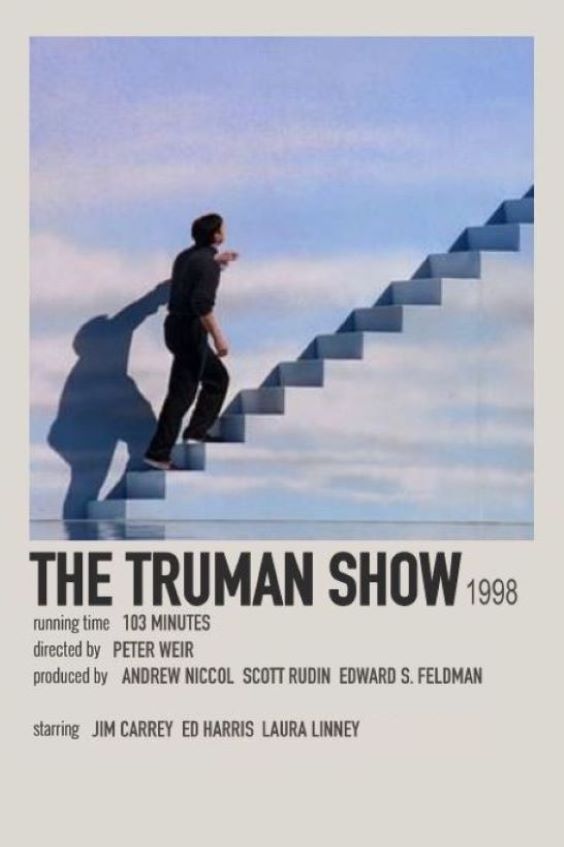 THE TRUMAN SHOW 1998
running time 103 MINUTES
directed by PETER WEIR
produced by ANDREW NICCOL SCOTT RUDIN EDWARD S. FELDMAN
starring JIM CARREY ED HARRIS LAURA LINNEY